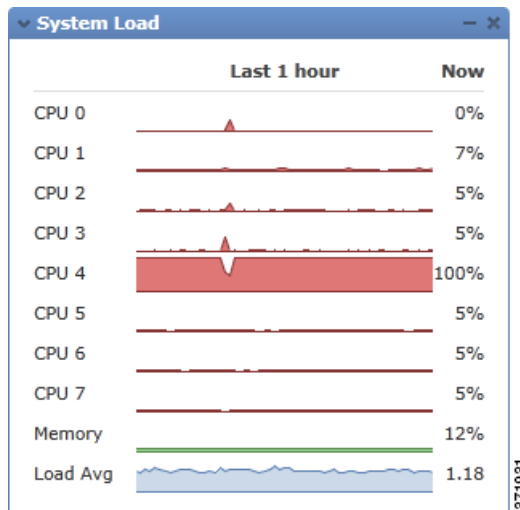 System Load
Last 1 hour Now
CPU 0 0%
CPU 1 7%
CPU 2 5%
CPU 3 5%
CPU 4 100%
CPU 5 5%
CPU 6 5%
CPU 7 5%
Memory 12%
Load Avg 1.18